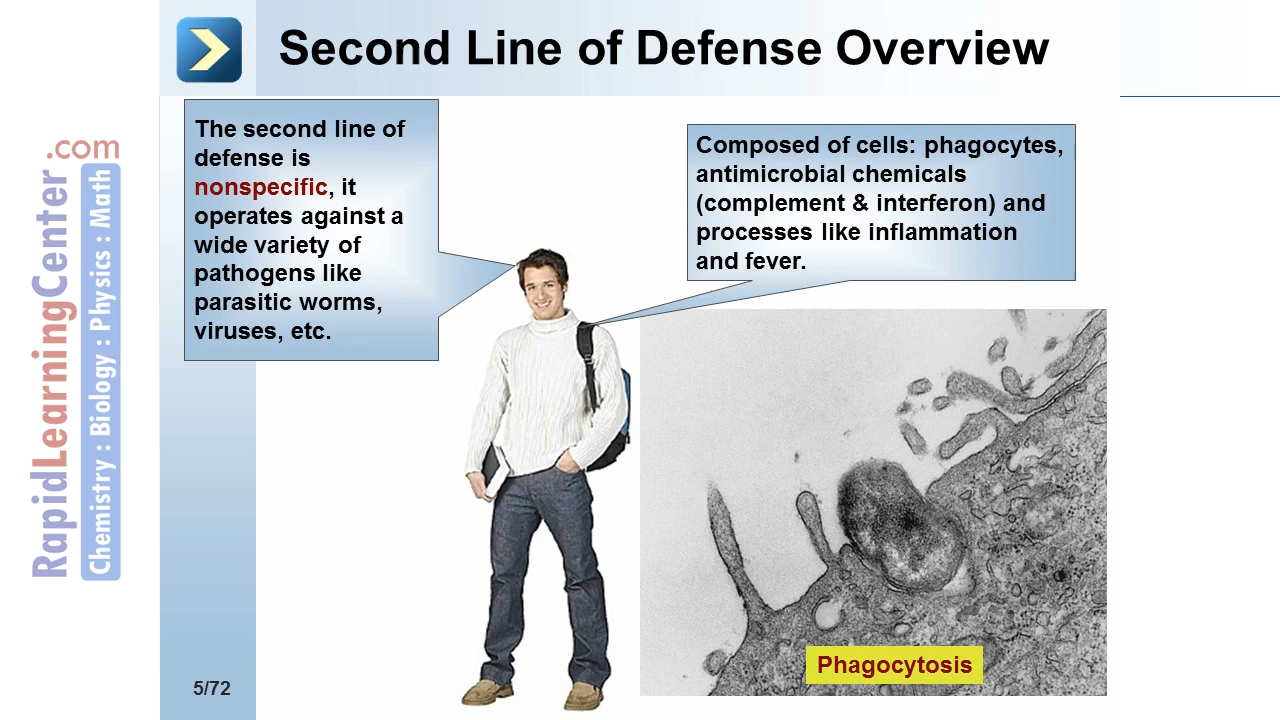 Second Line of Defense Overview
The second line of
defense is
nonspecific, it
operates against a
wide variety of
pathogens like
parasitic worms,
viruses, etc.
Composed of cells: phagocytes,
antimicrobial chemicals
(complement & interferon) and
processes like inflammation
and fever.
Phagocytosis
RapidLearningCenter.com
Chemistry : Biology : Physics : Math
5/72